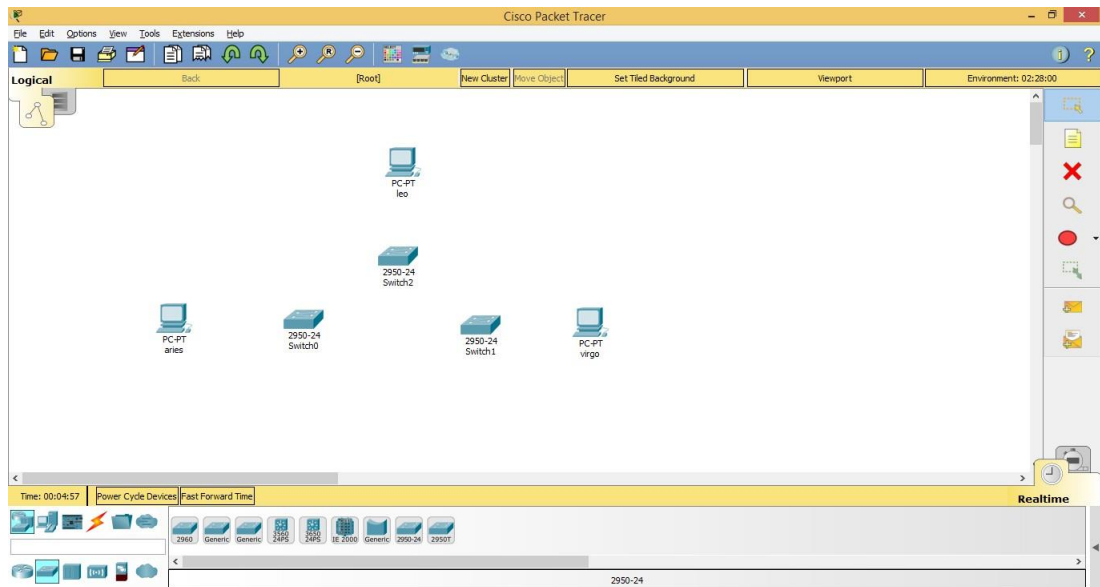 Cisco Packet Tracer
File Edit Options View Tools Extensions Help
Logical Back [Root] New Cluster Move Object Set Tiled Background Viewport Environment: 02:28:00
PC-PT
leo
2950-24
Switch2
PC-PT
aries
2950-24
Switch0
2950-24
Switch1
PC-PT
virgo
Time: 00:04:57 Power Cycle Devices Fast Forward Time Realtime
2960 Generic Generic 3560 24PS 3650 24PS IE 2000 Generic 2950-24 2950T
2950-24